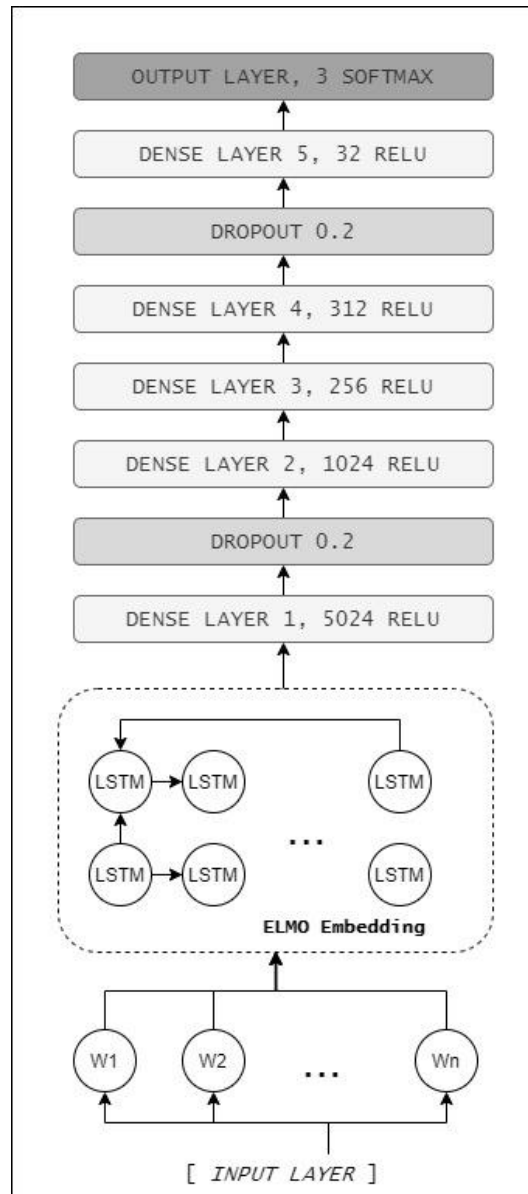 OUTPUT LAYER, 3 SOFTMAX
DENSE LAYER 5, 32 RELU
DROPOUT 0.2
DENSE LAYER 4, 312 RELU
DENSE LAYER 3, 256 RELU
DENSE LAYER 2, 1024 RELU
DROPOUT 0.2
DENSE LAYER 1, 5024 RELU
LSTM LSTM LSTM
...
LSTM LSTM LSTM
ELMO Embedding
W1 W2 ... Wn
[ INPUT LAYER ]